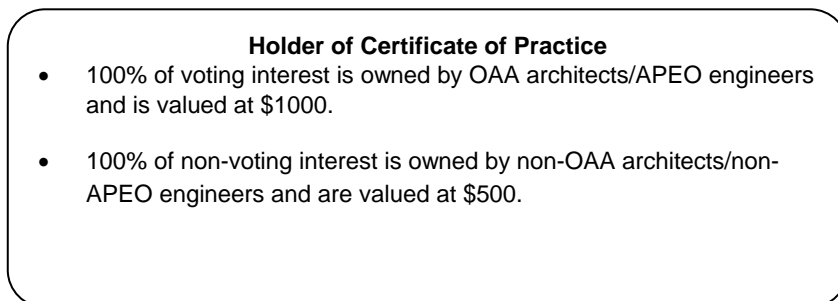 Holder of Certificate of Practice
• 100% of voting interest is owned by OAA architects/APEO engineers
and is valued at $1000.
• 100% of non-voting interest is owned by non-OAA architects/non-
APEO engineers and are valued at $500.